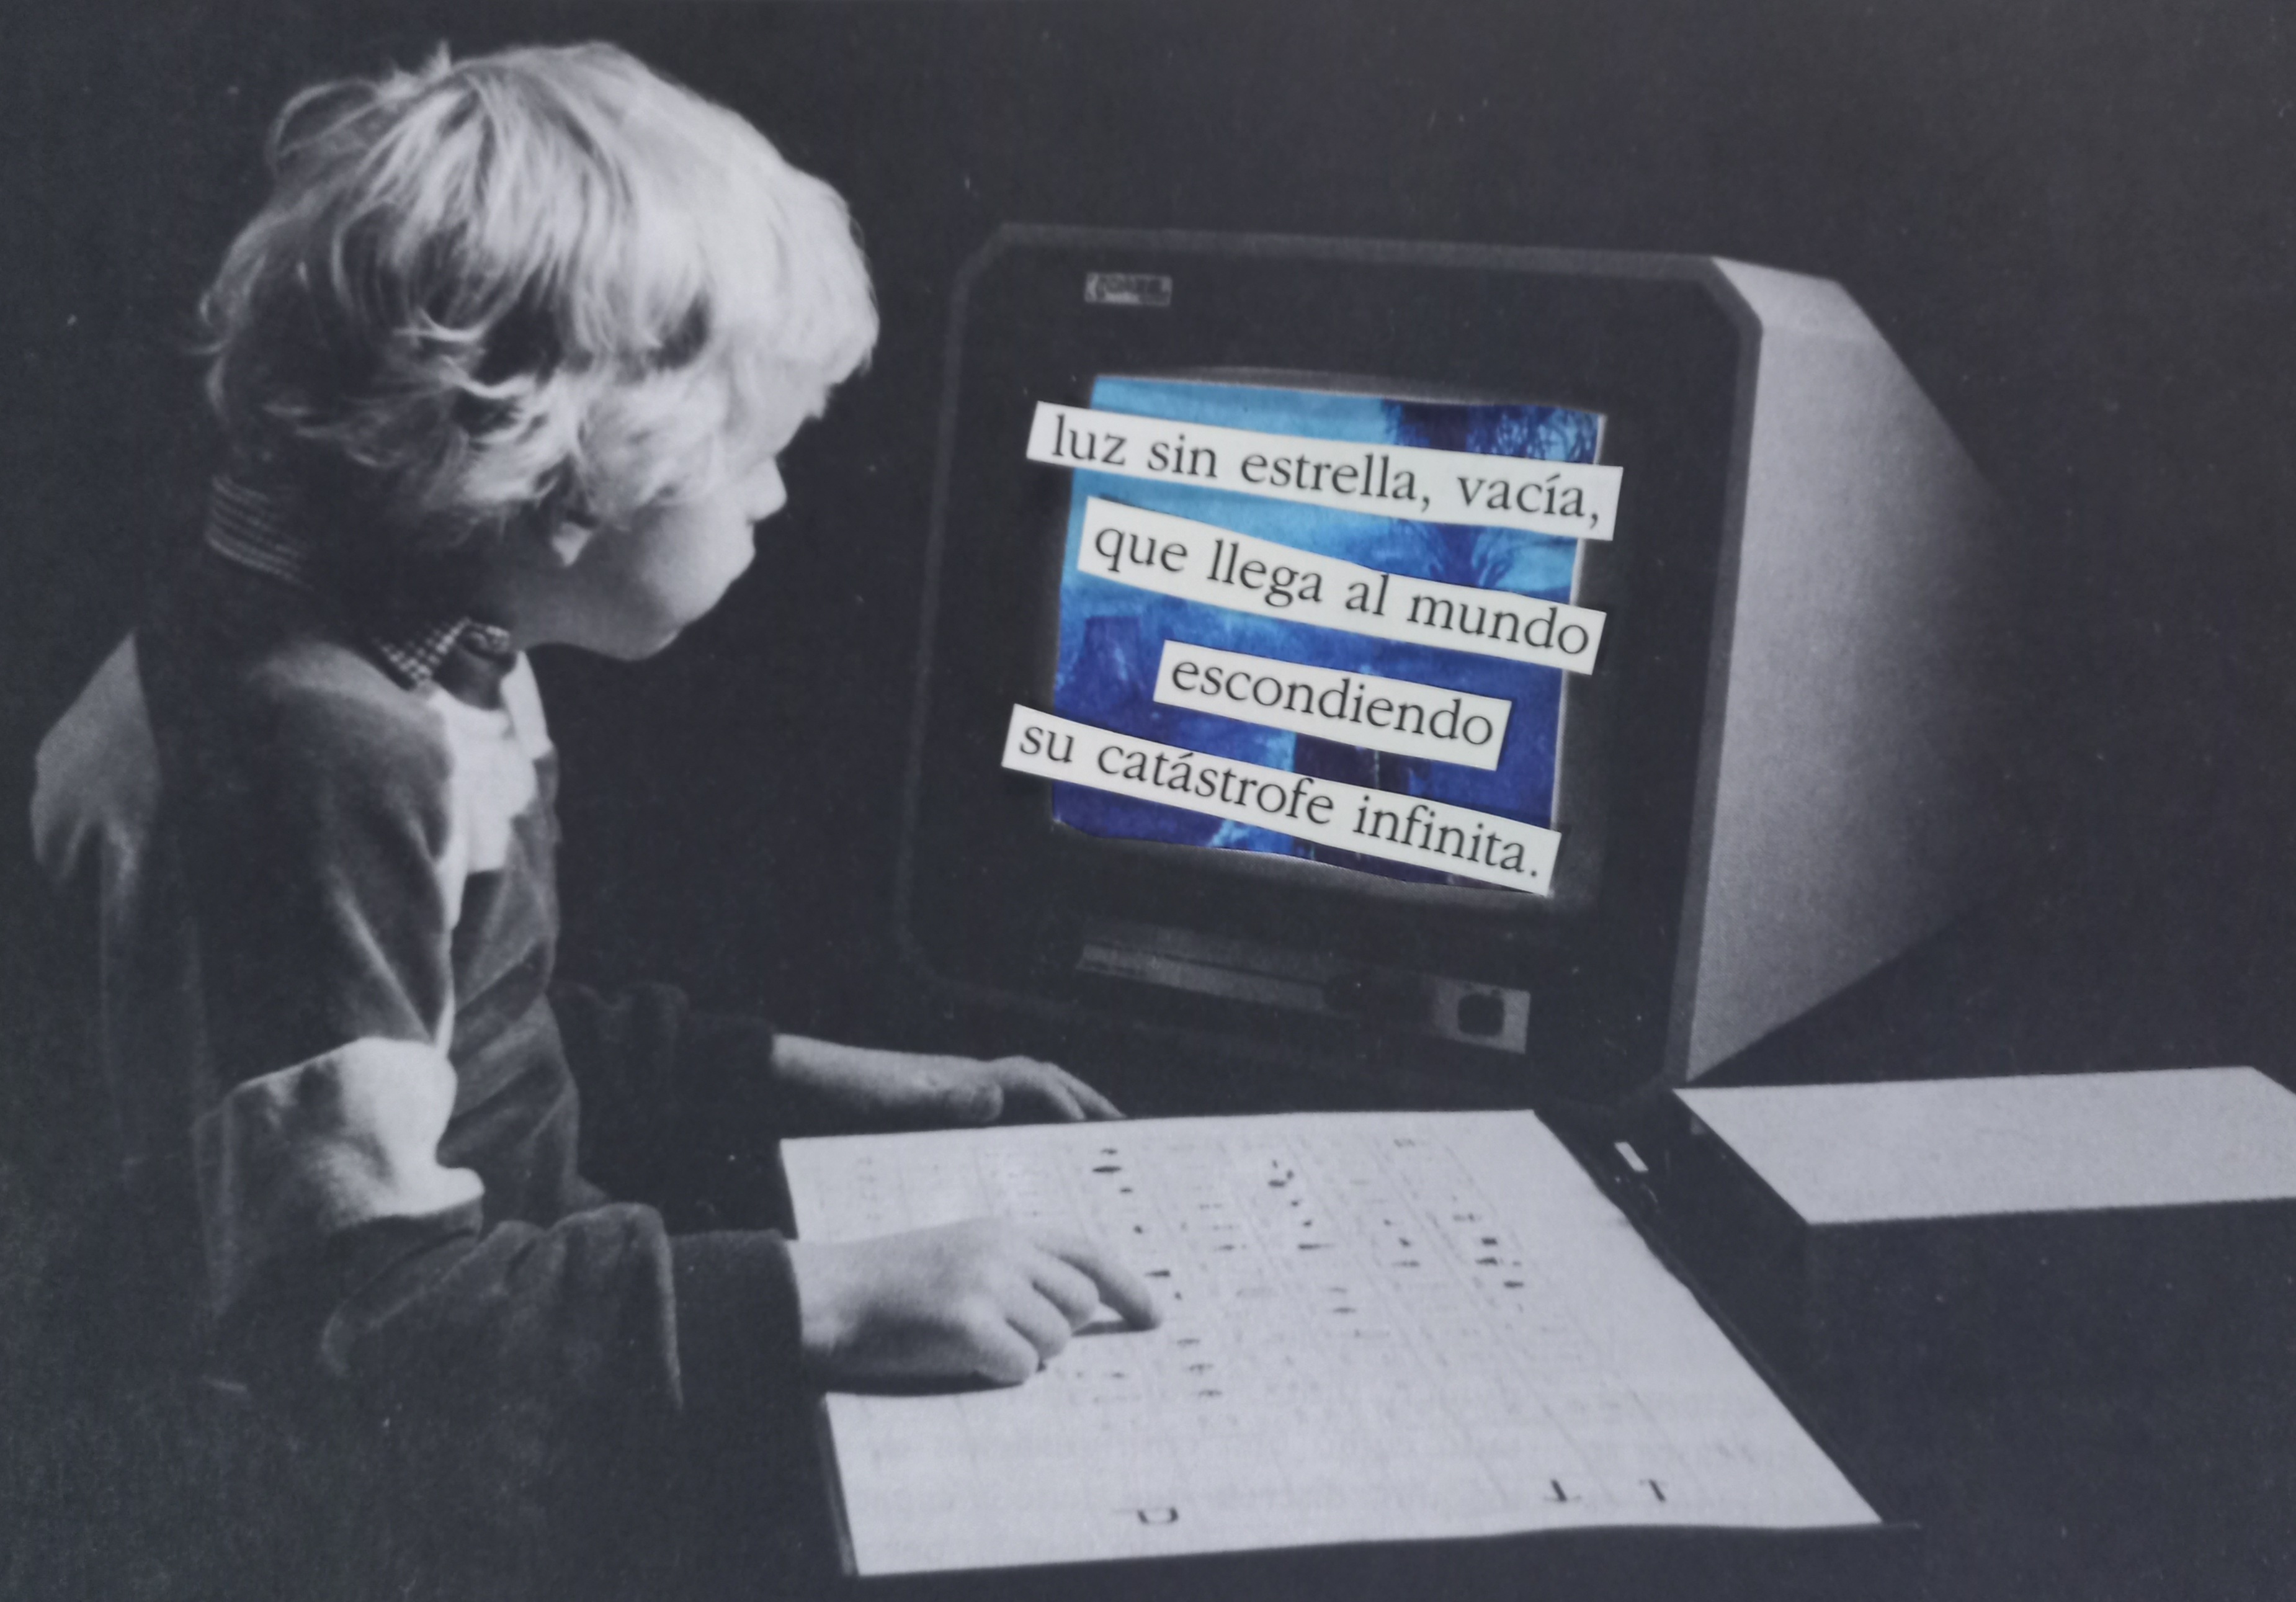 luz sin estrella, vacía,
que llega al mundo
escondiendo
su catástrofe infinita.